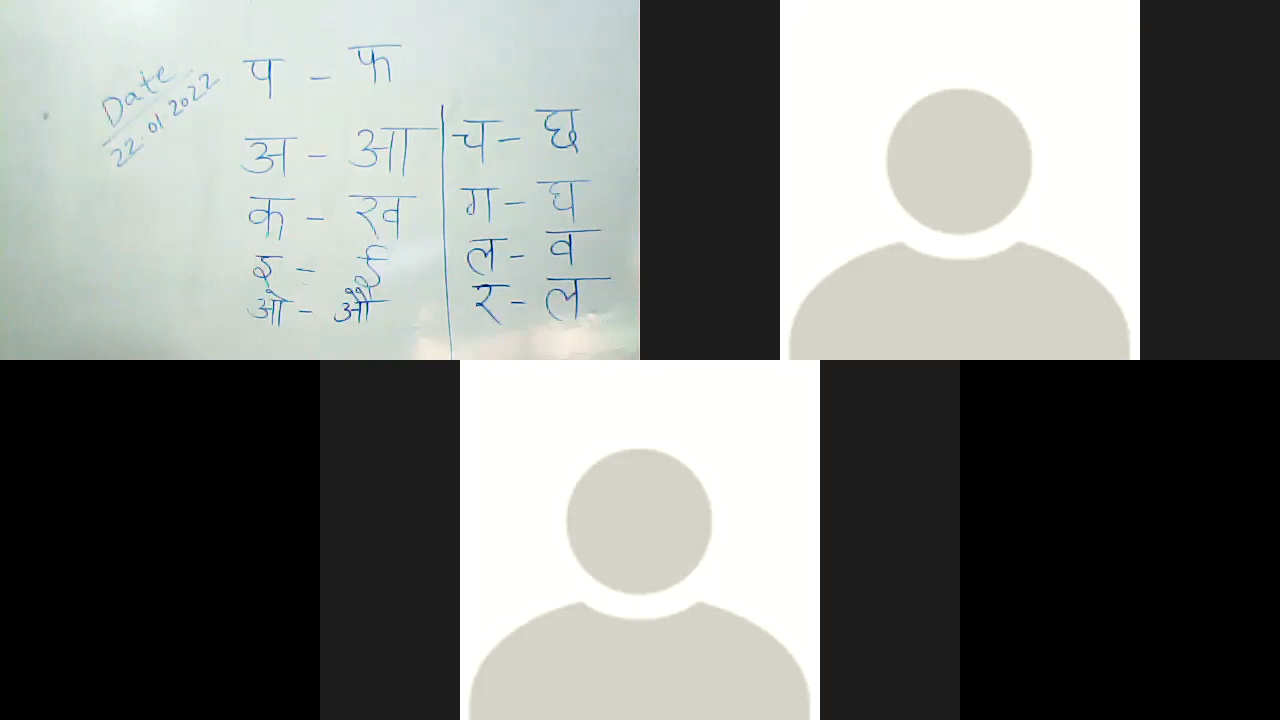 Date
22.01.2022
प - फ
अ - आ
क - ख
इ - ई
ओ - औ
च - छ
ग - घ
ल - व
र - ल